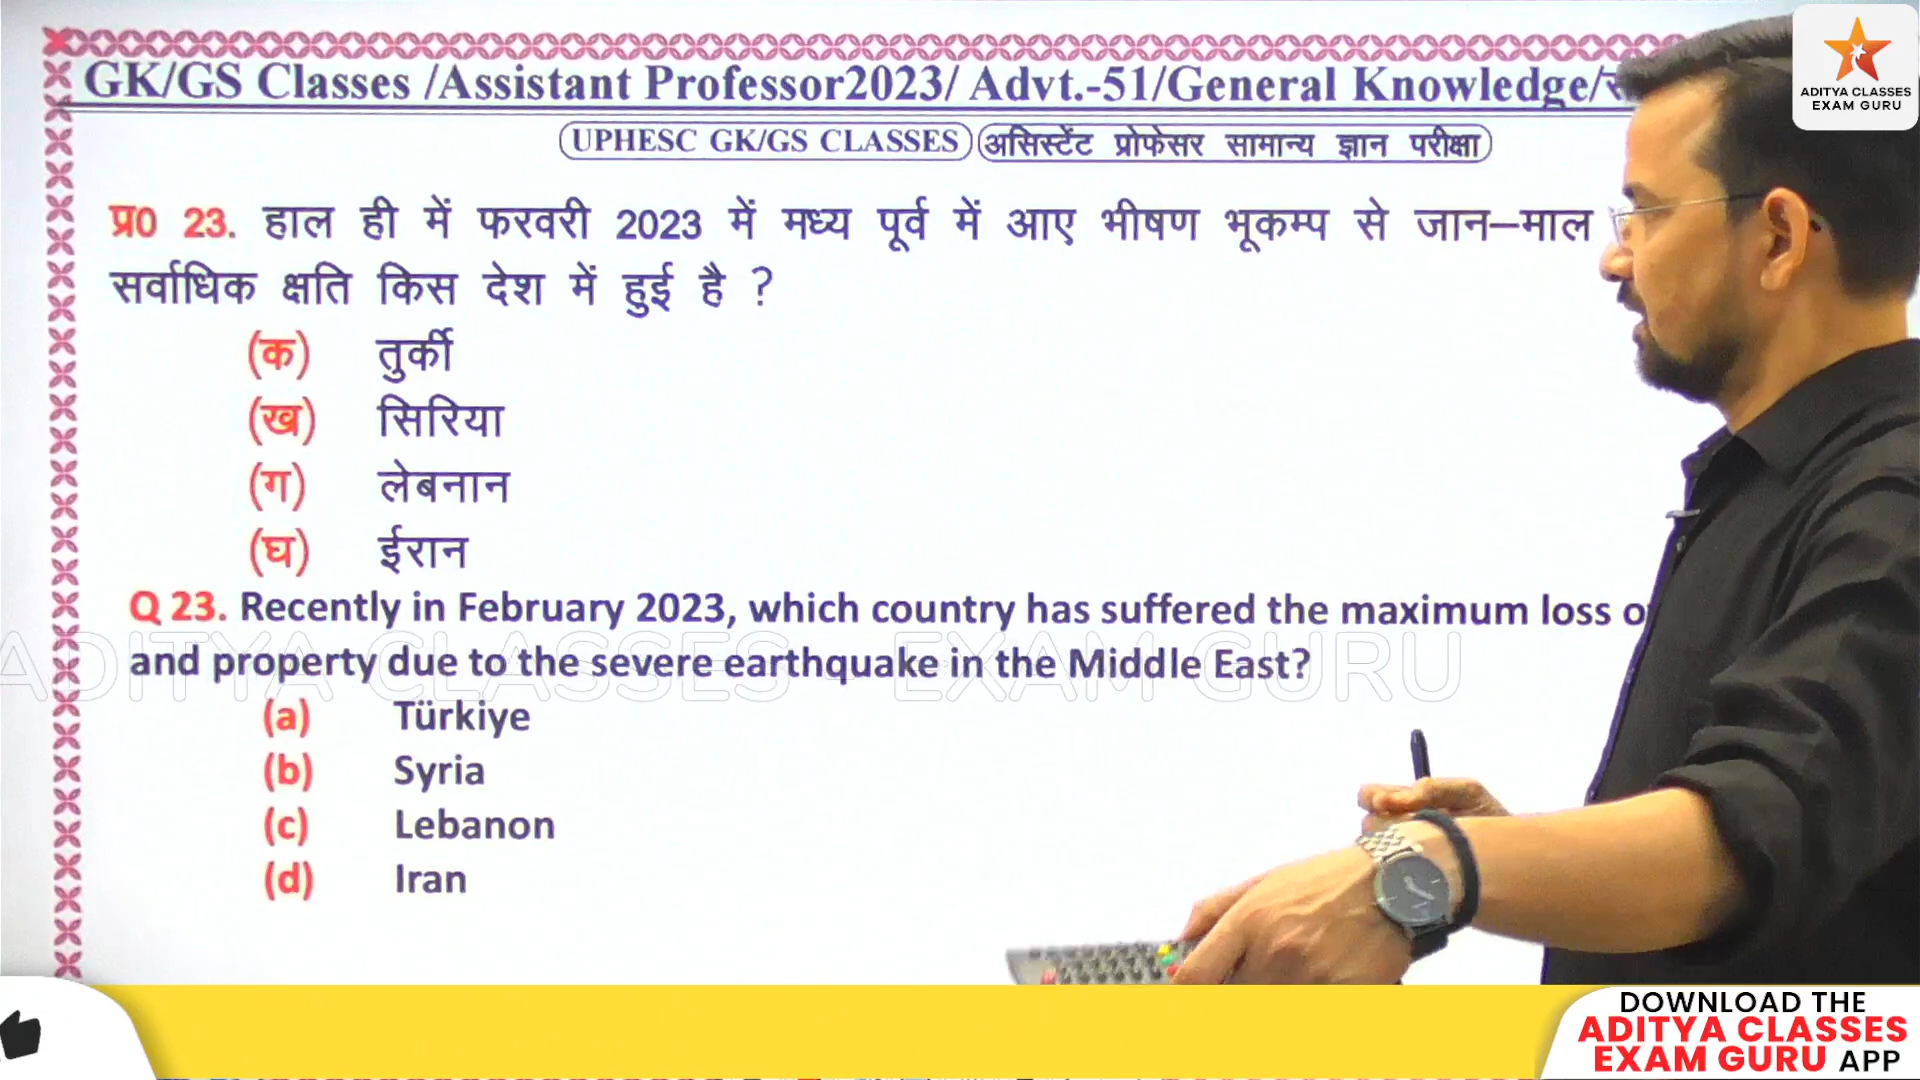 GK/GS Classes /Assistant Professor2023/ Advt.-51/General Knowledge/
ADITYA CLASSES
EXAM GURU
UPHESC GK/GS CLASSES
असिस्टेंट प्रोफेसर सामान्य ज्ञान परीक्षा
प्र0 23. हाल ही में फरवरी 2023 में मध्य पूर्व में आए भीषण भूकम्प से जान–माल
सर्वाधिक क्षति किस देश में हुई है ?
(क) तुर्की
(ख) सिरिया
(ग) लेबनान
(घ) ईरान
Q 23. Recently in February 2023, which country has suffered the maximum loss
ADITYA CLASSES - EXAM GURU
and property due to the severe earthquake in the Middle East?
(a) Türkiye
(b) Syria
(c) Lebanon
(d) Iran
DOWNLOAD THE
ADITYA CLASSES
EXAM GURU APP